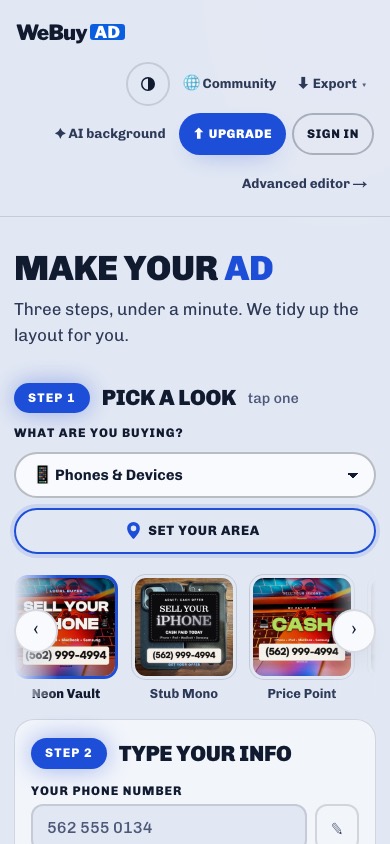 WeBuy AD
Community
Export
AI background
UPGRADE
SIGN IN
Advanced editor →
MAKE YOUR AD
Three steps, under a minute. We tidy up the
layout for you.
STEP 1
PICK A LOOK
tap one
WHAT ARE YOU BUYING?
Phones & Devices
SET YOUR AREA
SELL YOUR
(562) 999-4994
Neon Vault
SELL YOUR
iPHONE
CASH PAID TODAY
(562) 999-4994
Stub Mono
CASH
(562) 999-4994
Price Point
‹
›
STEP 2
TYPE YOUR INFO
YOUR PHONE NUMBER
562 555 0134